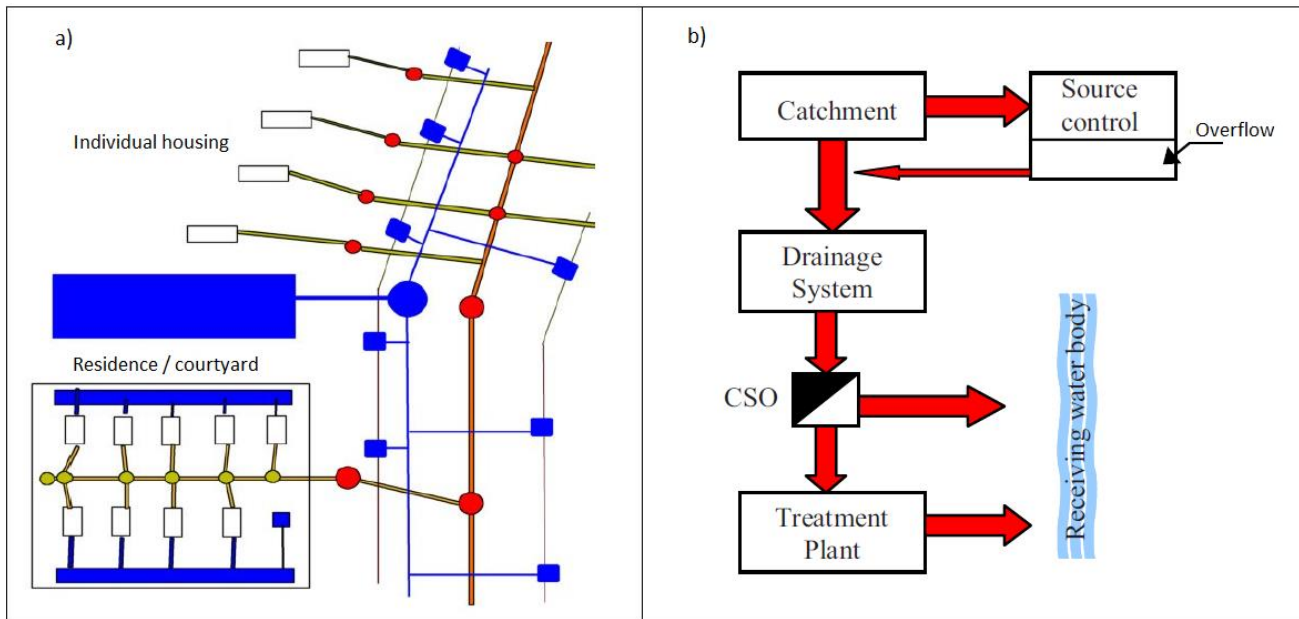 a)
Individual housing
Residence / courtyard
b)
Catchment
Source
control
Overflow
Drainage
System
CSO
Treatment
Plant
Receiving water body